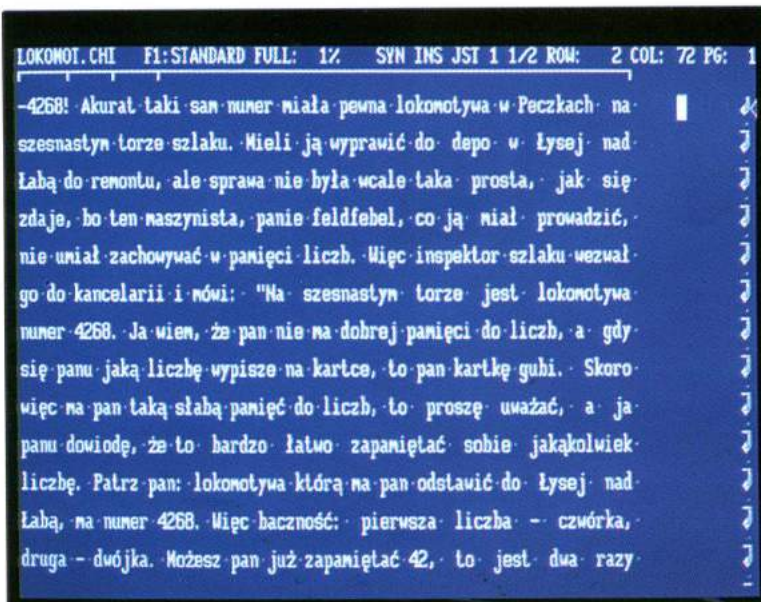 LOKOMOT.CHI F1:STANDARD FULL: 1% SYN INS JST 1 1/2 ROW: 2 COL: 72 PG: 1
-4268! Akurat taki sam numer miała pewna lokomotywa w Peczkach na
szesnastym torze szlaku. Mieli ją wyprawić do depo w Łysej nad
Łabą do remontu, ale sprawa nie była wcale taka prosta, jak się
zdaje, bo ten maszynista, panie feldfebel, co ją miał prowadzić,
nie umiał zachowywać w pamięci liczb. Więc inspektor szlaku wezwał
go do kancelarii i mówi: "Na szesnastym torze jest lokomotywa
numer 4268. Ja wiem, że pan nie ma dobrej pamięci do liczb, a gdy
się panu jaką liczbę wypisze na kartce, to pan kartkę gubi. Skoro
więc ma pan taką słabą pamięć do liczb, to proszę uważać, a ja
panu dowiodę, że to bardzo łatwo zapamiętać sobie jakąkolwiek
liczbę. Patrz pan: lokomotywa którą ma pan odstawić do Łysej nad
Łabą, ma numer 4268. Więc baczność: pierwsza liczba - czwórka,
druga - dwójka. Możesz pan już zapamiętać 42, to jest dwa razy